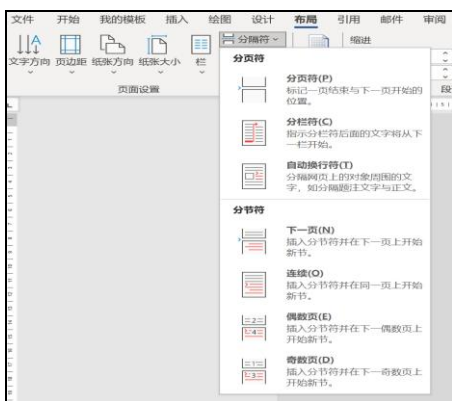 文件 开始 我的模板 插入 绘图 设计 布局 引用 邮件 审阅
分隔符 缩进
文字方向 页边距 纸张方向 纸张大小 栏
页面设置 段
分页符
分页符(P)
标记一页结束与下一页开始的
位置。
分栏符(C)
指示分栏符后面的文字将从下
一栏开始。
自动换行符(T)
分隔网页上的对象周围的文
字，如分隔题注文字与正文。
分节符
下一页(N)
插入分节符并在下一页上开始
新节。
连续(O)
插入分节符并在同一页上开始
新节。
偶数页(E)
插入分节符并在下一偶数页上
开始新节。
奇数页(D)
插入分节符并在下一奇数页上
开始新节。